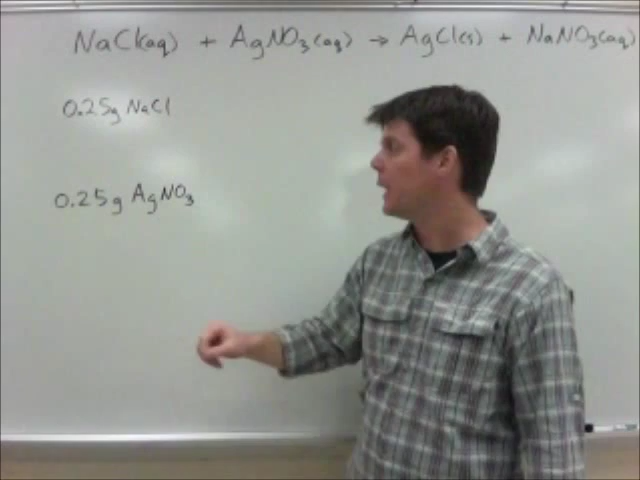 NaCl(aq) + AgNO₃(aq) → AgCl(s) + NaNO₃(aq)
0.25g NaCl
0.25g AgNO₃